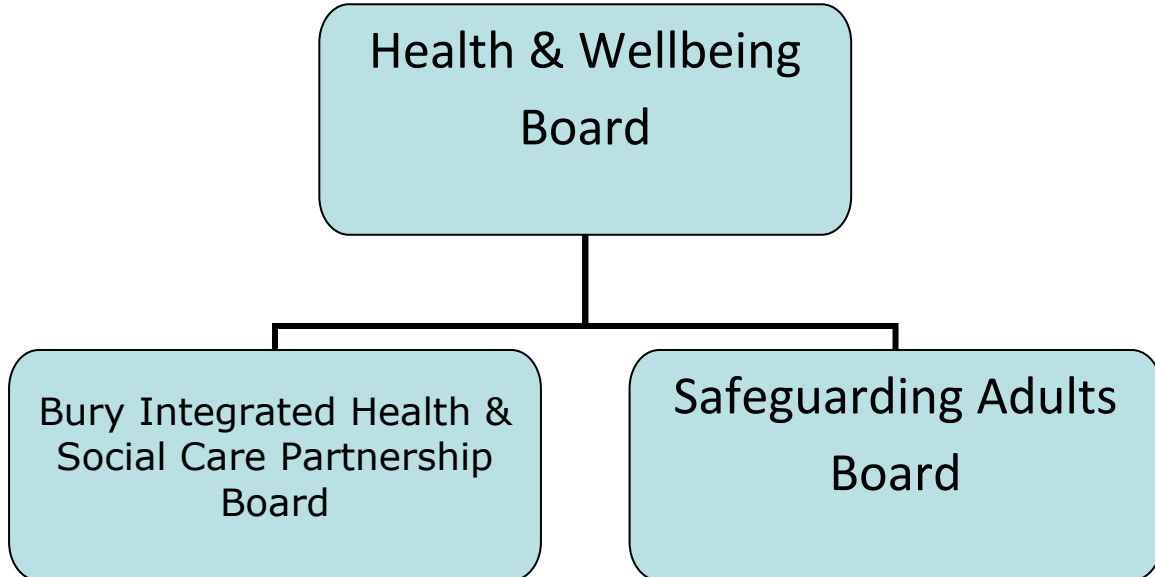 Health & Wellbeing
Board
Bury Integrated Health &
Social Care Partnership
Board
Safeguarding Adults
Board